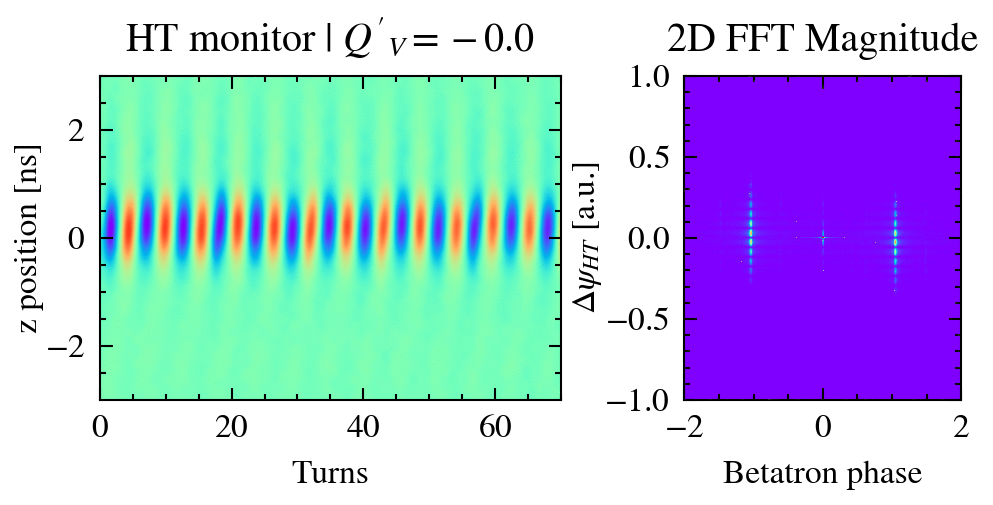 HT monitor | Q′V = −0.0
2D FFT Magnitude
z position [ns]
2
0
−2
0
20
40
60
Turns
ΔψHT [a.u.]
1.0
0.5
0.0
−0.5
−1.0
−2
0
2
Betatron phase